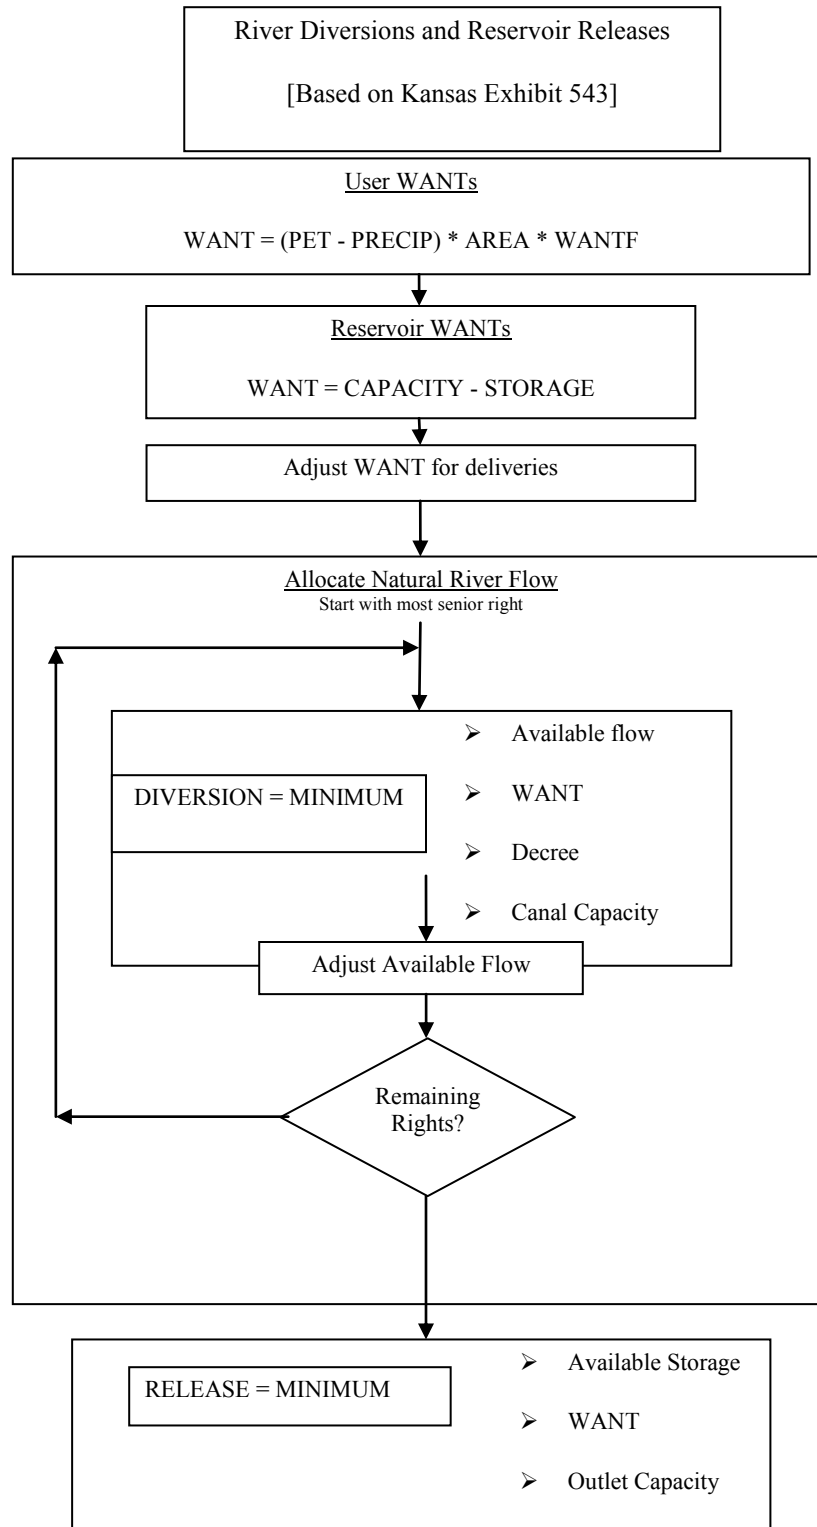 River Diversions and Reservoir Releases
[Based on Kansas Exhibit 543]
User WANTs
WANT = (PET - PRECIP) * AREA * WANTF
Reservoir WANTs
WANT = CAPACITY - STORAGE
Adjust WANT for deliveries
Allocate Natural River Flow
Start with most senior right
➢ Available flow
DIVERSION = MINIMUM
➢ WANT
➢ Decree
➢ Canal Capacity
Adjust Available Flow
Remaining
Rights?
➢ Available Storage
RELEASE = MINIMUM
➢ WANT
➢ Outlet Capacity